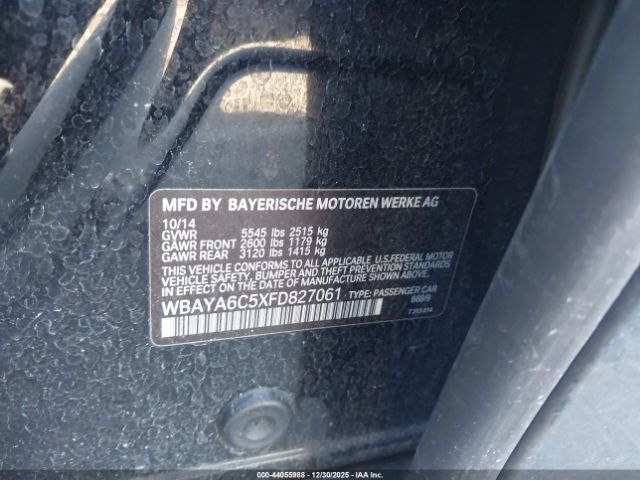 MFD BY BAYERISCHE MOTOREN WERKE AG
10/14
GVWR 5545 lbs 2515 kg
GAWR FRONT 2600 lbs 1179 kg
GAWR REAR 3120 lbs 1415 kg
THIS VEHICLE CONFORMS TO ALL APPLICABLE U.S.FEDERAL MOTOR
VEHICLE SAFETY, BUMPER AND THEFT PREVENTION STANDARDS
IN EFFECT ON THE DATE OF MANUFACTURE SHOWN ABOVE.
WBAYA6C5XFD827061 TYPE: PASSENGER CAR
668/9
000-44055988 - 12/30/2025 - IAA Inc.